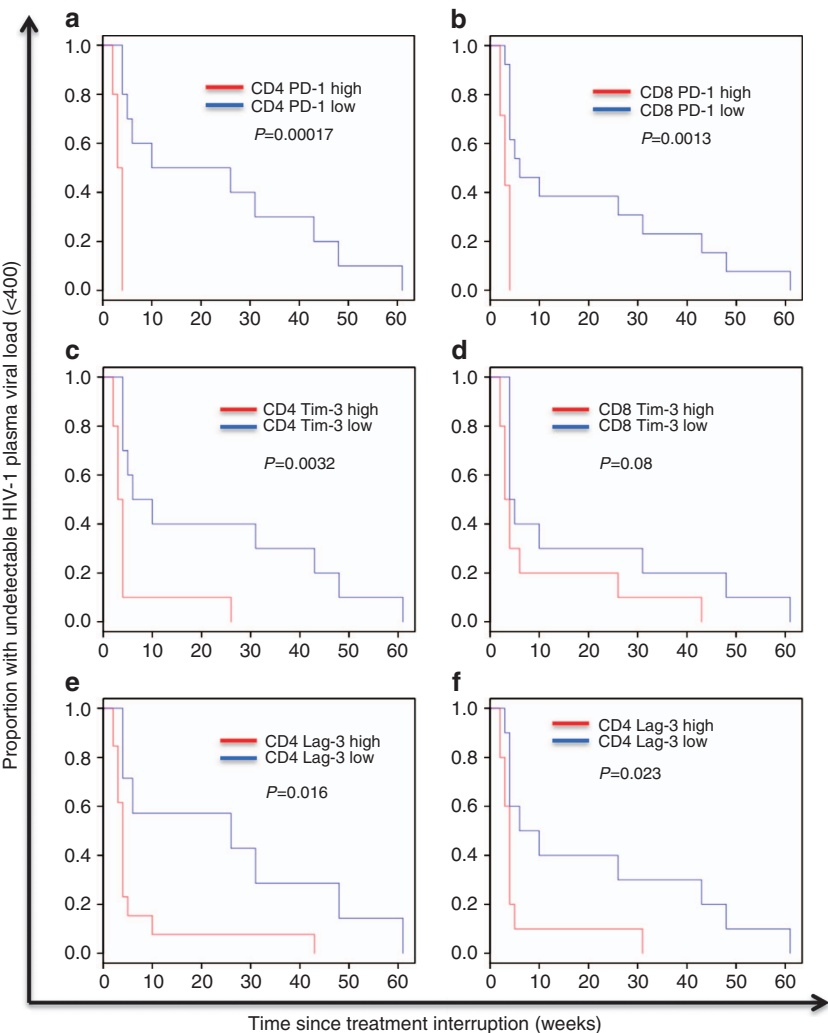 Proportion with undetectable HIV-1 plasma viral load (<400)
a
1.0
0.8
0.6
0.4
0.2
0.0
CD4 PD-1 high
CD4 PD-1 low
P=0.00017
0 10 20 30 40 50 60
b
1.0
0.8
0.6
0.4
0.2
0.0
CD8 PD-1 high
CD8 PD-1 low
P=0.0013
0 10 20 30 40 50 60
c
1.0
0.8
0.6
0.4
0.2
0.0
CD4 Tim-3 high
CD4 Tim-3 low
P=0.0032
0 10 20 30 40 50 60
d
1.0
0.8
0.6
0.4
0.2
0.0
CD8 Tim-3 high
CD8 Tim-3 low
P=0.08
0 10 20 30 40 50 60
e
1.0
0.8
0.6
0.4
0.2
0.0
CD4 Lag-3 high
CD4 Lag-3 low
P=0.016
0 10 20 30 40 50 60
f
1.0
0.8
0.6
0.4
0.2
0.0
CD4 Lag-3 high
CD4 Lag-3 low
P=0.023
0 10 20 30 40 50 60
Time since treatment interruption (weeks)